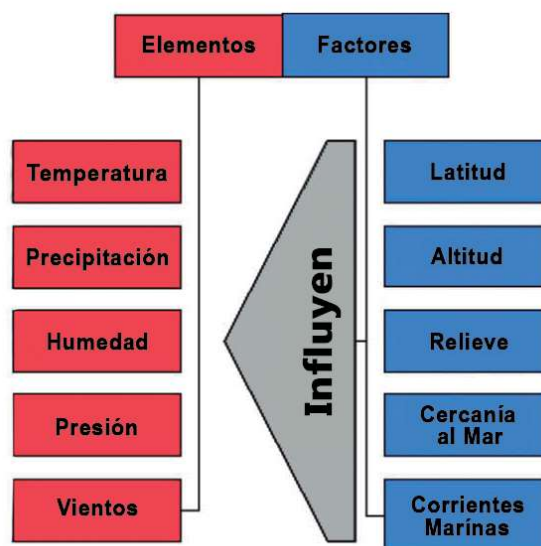 Elementos
Factores
Temperatura
Precipitación
Humedad
Presión
Vientos
Influyen
Latitud
Altitud
Relieve
Cercanía
al Mar
Corrientes
Marínas